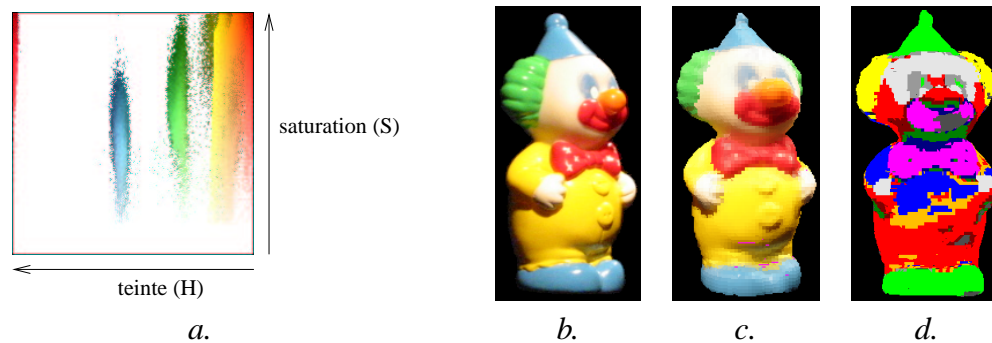 saturation (S)
teinte (H)
a.
b.
c.
d.